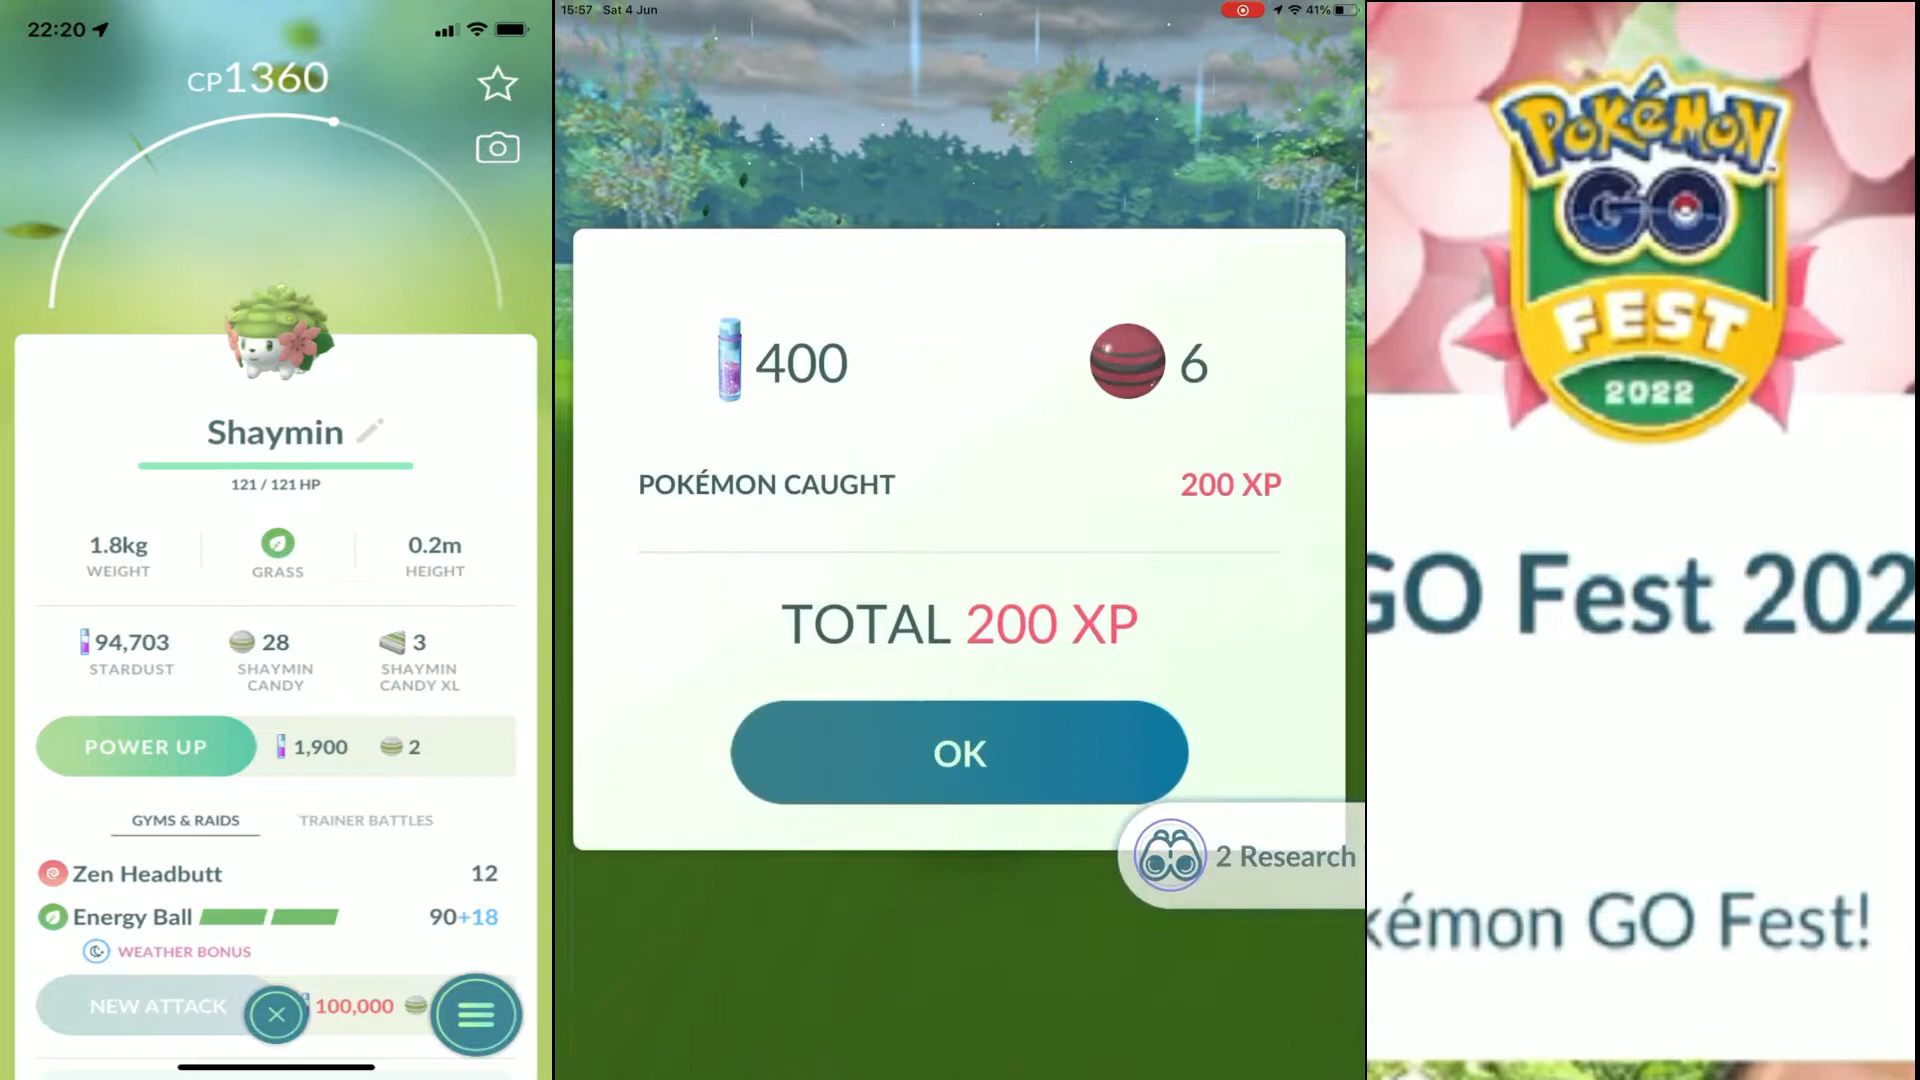 22:20
CP1360
Shaymin
121 / 121 HP
1.8kg
WEIGHT
GRASS
0.2m
HEIGHT
94,703
STARDUST
28
SHAYMIN
CANDY
3
SHAYMIN
CANDY XL
POWER UP
1,900
2
GYMS & RAIDS
TRAINER BATTLES
Zen Headbutt
12
Energy Ball
90+18
WEATHER BONUS
NEW ATTACK
100,000
15:57 Sat 4 Jun
41%
400
6
POKÉMON CAUGHT
200 XP
TOTAL 200 XP
OK
2 Research
POKÉMON
GO
FEST
2022
GO Fest 202
kémon GO Fest!